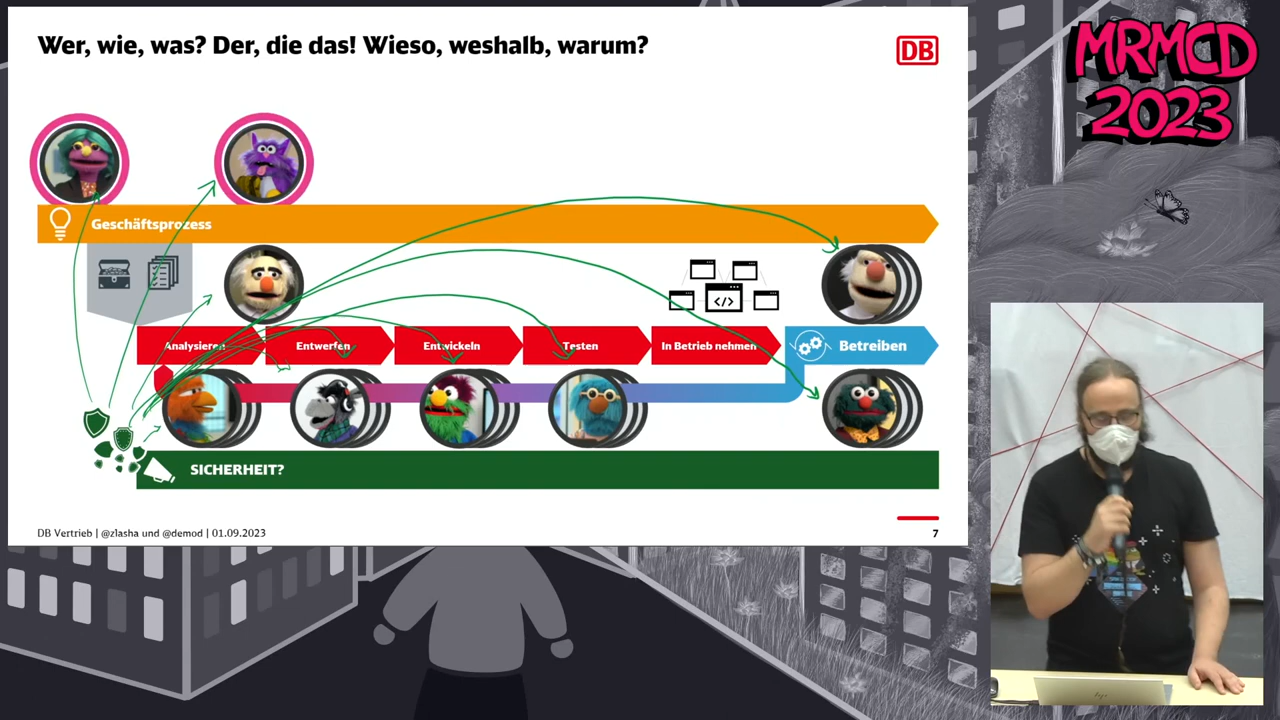 Wer, wie, was? Der, die das! Wieso, weshalb, warum?
DB
MRMCD
2023
Geschäftsprozess
</>
Analysieren
Entwerfen
Entwickeln
Testen
In Betrieb nehmen
Betreiben
SICHERHEIT?
DB Vertrieb | @zlasha und @demod | 01.09.2023
7
hp